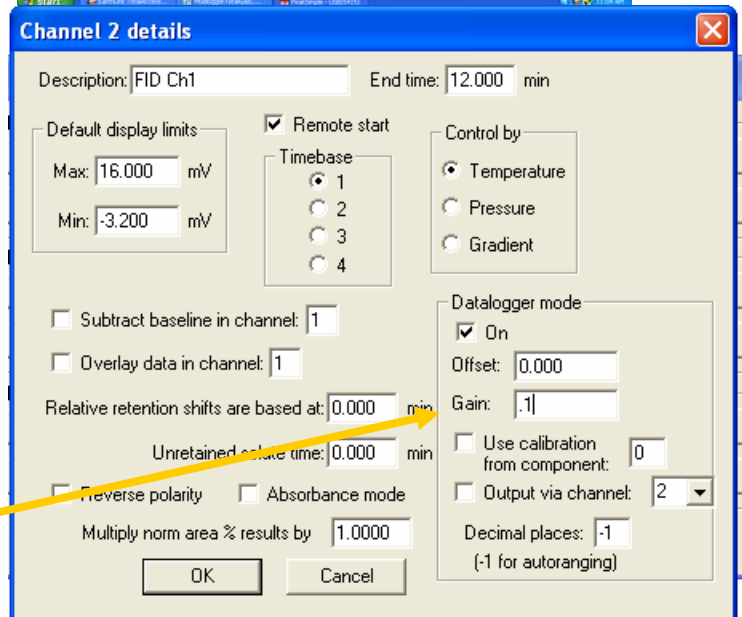 Start
Channel 2 details
Description: FID Ch1 End time: 12.000 min
Default display limits
Max: 16.000 mV
Min: -3.200 mV
Remote start
Timebase
1
2
3
4
Control by
Temperature
Pressure
Gradient
Subtract baseline in channel: 1
Overlay data in channel: 1
Relative retention shifts are based at: 0.000 min
Unretained solute time: 0.000 min
Reverse polarity Absorbance mode
Multiply norm area % results by 1.0000
OK Cancel
Datalogger mode
On
Offset: 0.000
Gain: .1
Use calibration
from component: 0
Output via channel: 2
Decimal places: -1
(-1 for autoranging)